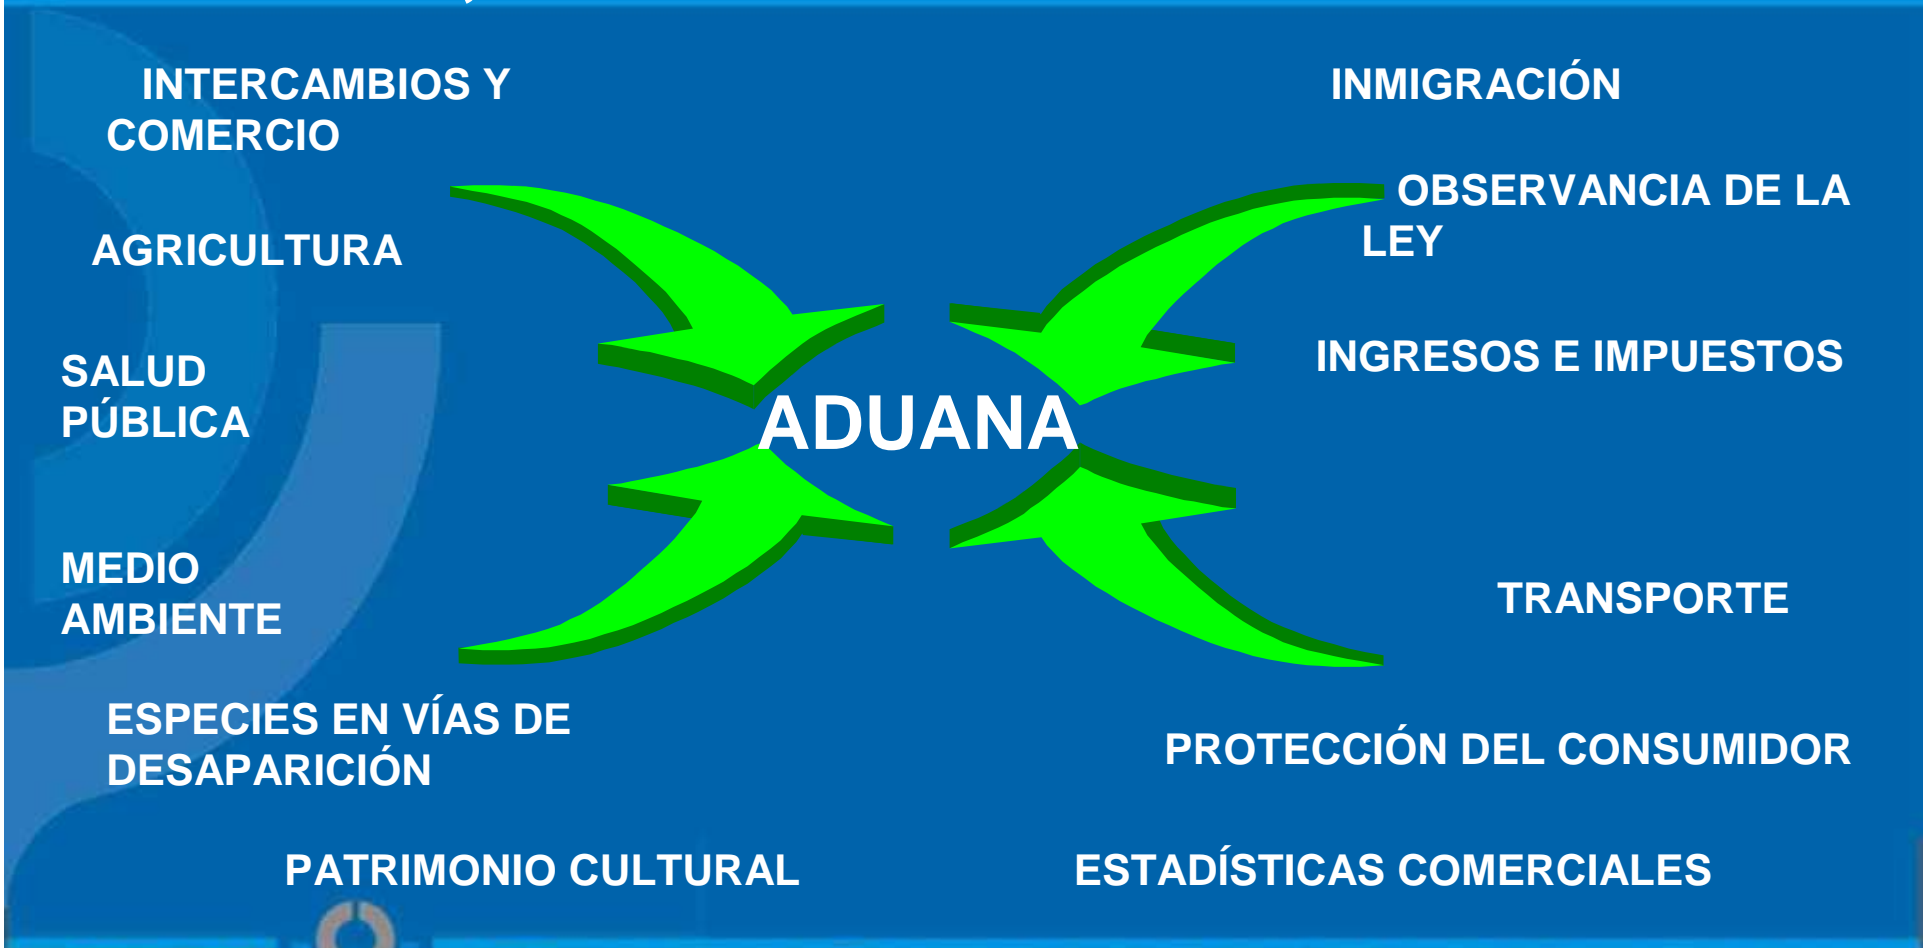 INTERCAMBIOS Y
COMERCIO
AGRICULTURA
SALUD
PÚBLICA
MEDIO
AMBIENTE
ESPECIES EN VÍAS DE
DESAPARICIÓN
PATRIMONIO CULTURAL
ADUANA
INMIGRACIÓN
OBSERVANCIA DE LA
LEY
INGRESOS E IMPUESTOS
TRANSPORTE
PROTECCIÓN DEL CONSUMIDOR
ESTADÍSTICAS COMERCIALES